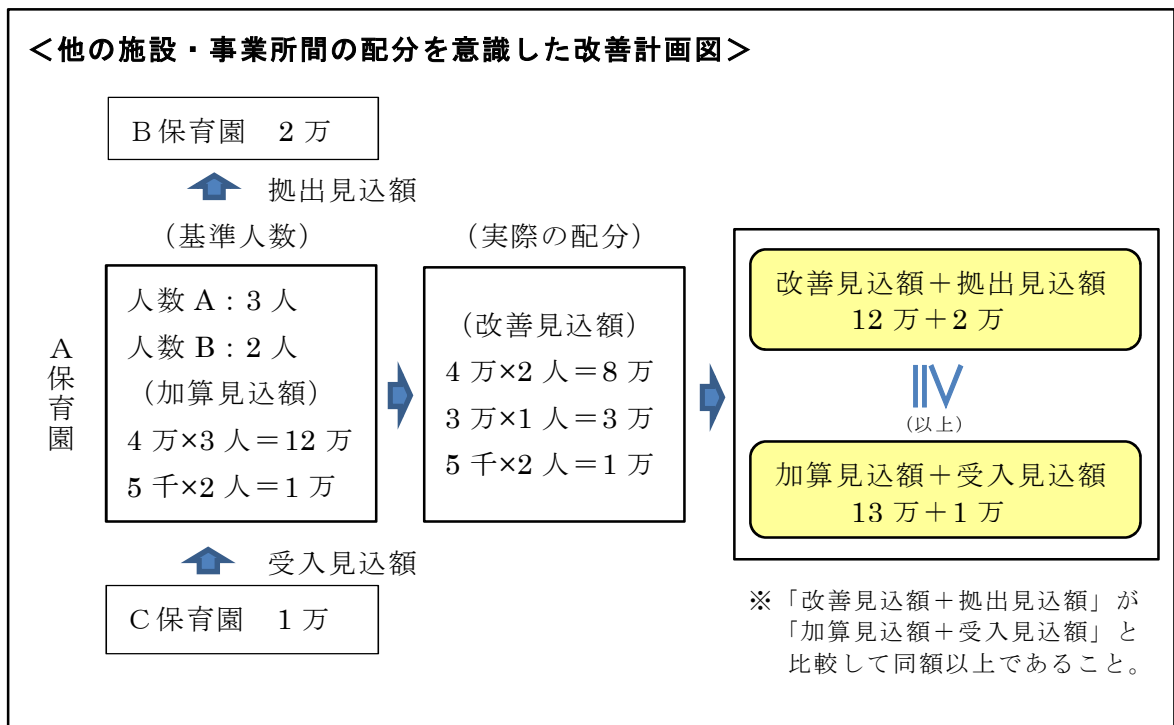 ＜他の施設・事業所間の配分を意識した改善計画図＞
Ｂ保育園　２万
拠出見込額
（基準人数）
（実際の配分）
Ａ保育園
人数 A：3 人
人数 B：2 人
（加算見込額）
4 万×3 人＝12 万
5 千×2 人＝1 万
（改善見込額）
4 万×2 人＝8 万
3 万×1 人＝3 万
5 千×2 人＝1 万
改善見込額＋拠出見込額
12 万＋2 万
(以上)
加算見込額＋受入見込額
13 万＋1 万
受入見込額
Ｃ保育園　1 万
※「改善見込額＋拠出見込額」が
「加算見込額＋受入見込額」と
比較して同額以上であること。